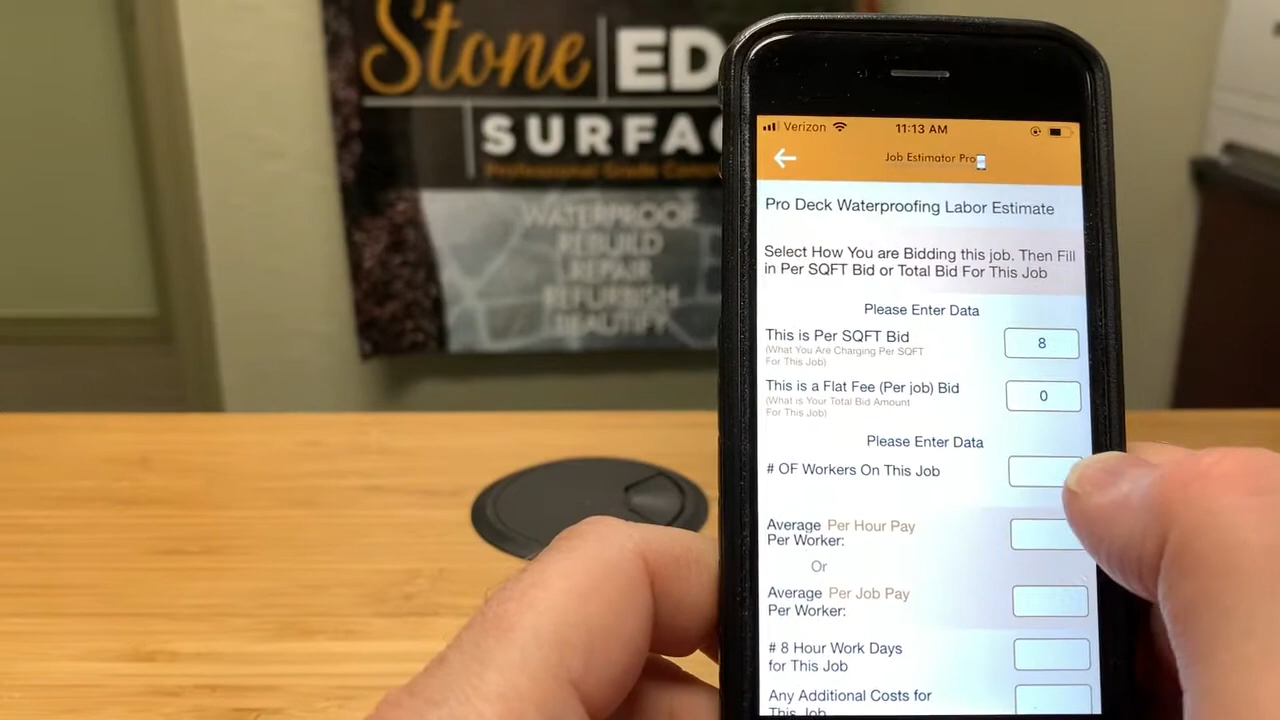 Stone
SURFA
WATERPROOF
REBUILD
REPAIR
REFURBISH
BEAUTIFY
Verizon
11:13 AM
Job Estimator Pro
Pro Deck Waterproofing Labor Estimate
Select How You are Bidding this job. Then Fill
in Per SQFT Bid or Total Bid For This Job
Please Enter Data
This is Per SQFT Bid
8
(What You Are Charging Per SQFT
For This Job)
This is a Flat Fee (Per job) Bid
0
(What is Your Total Bid Amount
For This Job)
Please Enter Data
# OF Workers On This Job
Average Per Hour Pay
Per Worker:
Or
Average Per Job Pay
Per Worker:
# 8 Hour Work Days
for This Job
Any Additional Costs for
This Job